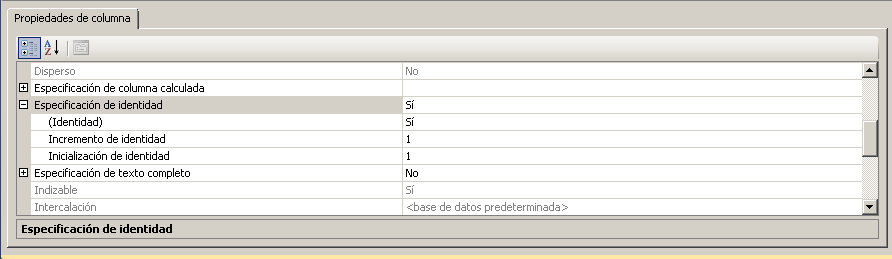 Propiedades de columna
Disperso No
Especificación de columna calculada
Especificación de identidad Sí
(Identidad) Sí
Incremento de identidad 1
Inicialización de identidad 1
Especificación de texto completo No
Indizable Sí
Intercalación <base de datos predeterminada>
Especificación de identidad